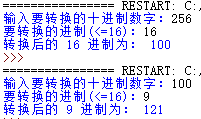 =============== RESTART: C:,
输入要转换的十进制数字：256
要转换的进制(<=16)：16
转换后的 16 进制为： 100
>>>
=============== RESTART: C:,
输入要转换的十进制数字：100
要转换的进制(<=16)：9
转换后的 9 进制为： 121